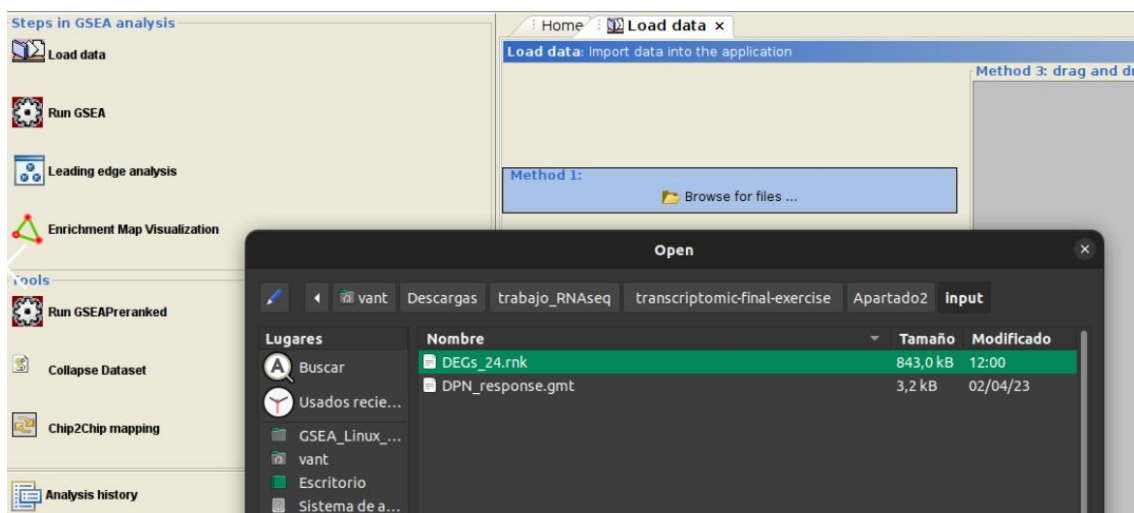 Steps in GSEA analysis
Load data
Run GSEA
Leading edge analysis
Enrichment Map Visualization
Tools
Run GSEAPreranked
Collapse Dataset
Chip2Chip mapping
Analysis history
Home
Load data ×
Load data: Import data into the application
Method 3: drag and
Method 1:
Browse for files ...
Open
vant Descargas trabajo_RNAseq transcriptomic-final-exercise Apartado2 input
Lugares
Buscar
Usados recie...
GSEA_Linux_...
vant
Escritorio
Sistema de a...
Nombre Tamaño Modificado
DEGs_24.rnk 843,0 kB 12:00
DPN_response.gmt 3,2 kB 02/04/23